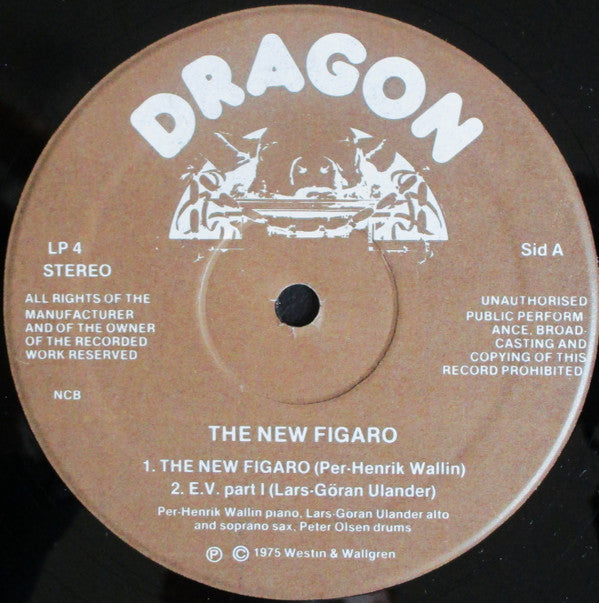 DRAGON
LP 4
STEREO
Sid A
ALL RIGHTS OF THE
MANUFACTURER
AND OF THE OWNER
OF THE RECORDED
WORK RESERVED
UNAUTHORISED
PUBLIC PERFORM-
ANCE, BROAD-
CASTING AND
COPYING OF THIS
RECORD PROHIBITED
NCB
THE NEW FIGARO
1. THE NEW FIGARO (Per-Henrik Wallin)
2. E.V. part I (Lars-Göran Ulander)
Per-Henrik Wallin piano, Lars-Göran Ulander alto
and soprano sax, Peter Olsen drums
℗ © 1975 Westin & Wallgren